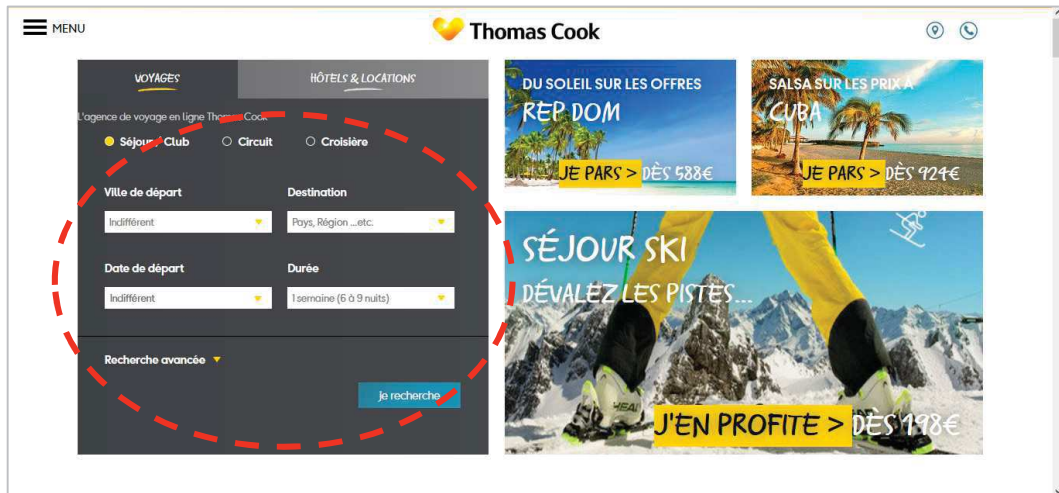 MENU
Thomas Cook
VOYAGES
HÔTELS & LOCATIONS
L'agence de voyage en ligne Thomas Cook
Séjour / Club
Circuit
Croisière
Ville de départ
Destination
Indifférent
Pays, Région ...etc.
Date de départ
Durée
Indifférent
1 semaine (6 à 9 nuits)
Recherche avancée
je recherche
DU SOLEIL SUR LES OFFRES
REP DOM
JE PARS > DÈS 588€
SALSA SUR LES PRIX À
CUBA
JE PARS > DÈS 924€
SÉJOUR SKI
DÉVALEZ LES PISTES...
HEAD
J'EN PROFITE > DÈS 198€